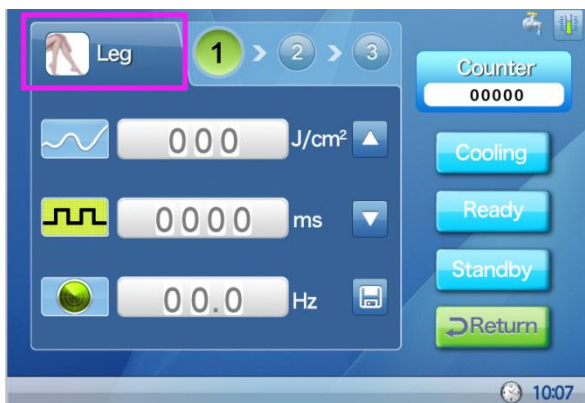 Leg
1 > 2 > 3
Counter
00000
000 J/cm²
Cooling
0000 ms
Ready
00.0 Hz
Standby
Return
10:07